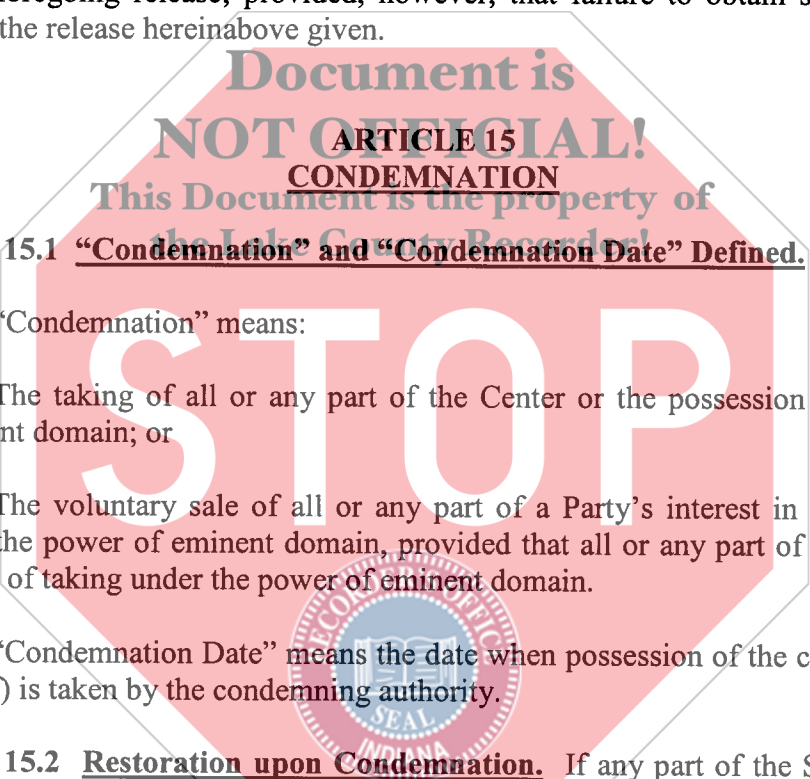 oregoing release, provided, however, that failure to obtain s
the release hereinabove given.
Document is
NOT OFFICIAL!
ARTICLE 15
CONDEMNATION
This Document is the property of
the Lake County Recorder!
15.1 “Condemnation” and “Condemnation Date” Defined.
“Condemnation” means:
STOP
The taking of all or any part of the Center or the possession
nt domain; or
The voluntary sale of all or any part of a Party’s interest in
the power of eminent domain, provided that all or any part of
of taking under the power of eminent domain.
RECORDER'S OFFICE
“Condemnation Date” means the date when possession of the c
) is taken by the condemning authority.
SEAL
INDIANA
15.2 Restoration upon Condemnation. If any part of the S